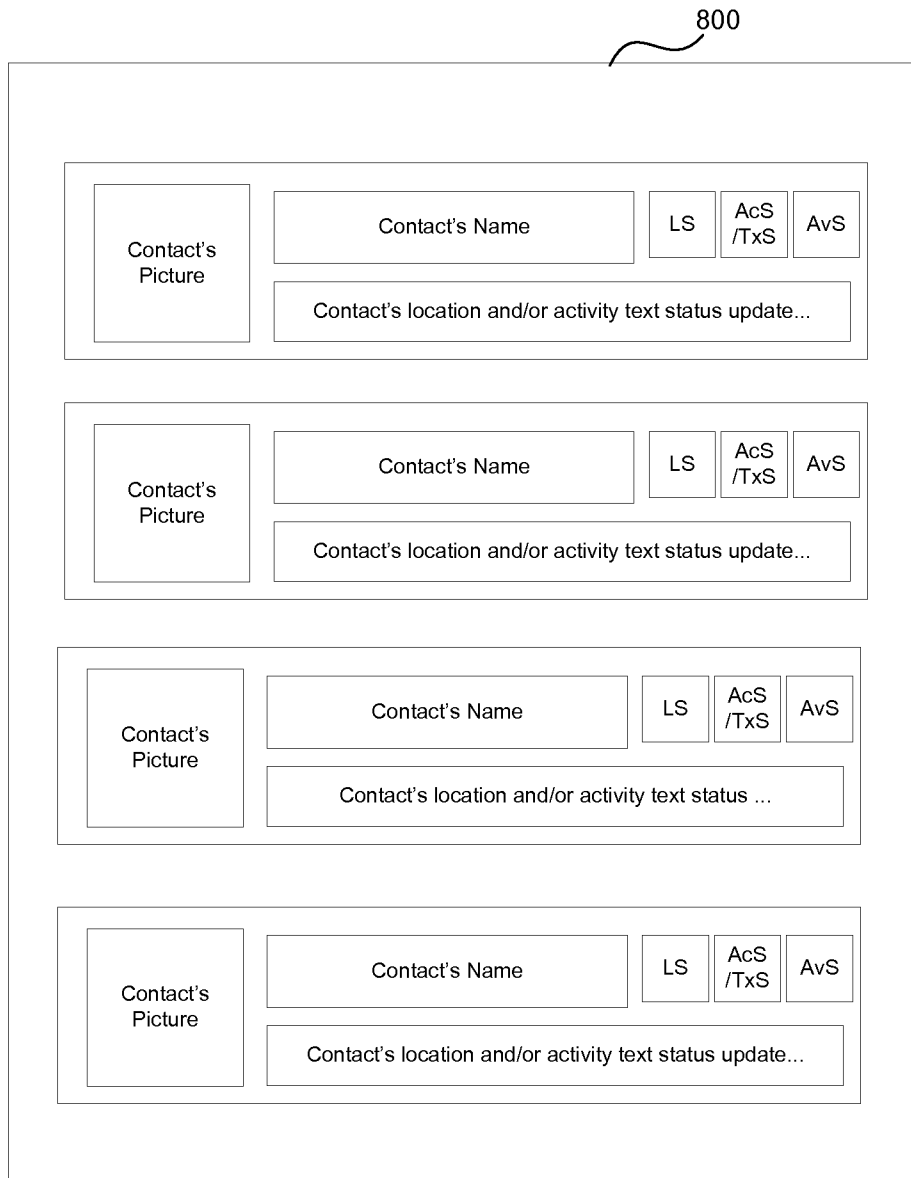 800
Contact's
Picture
Contact's Name
LS
AcS
/TxS
AvS
Contact's location and/or activity text status update...
Contact's
Picture
Contact's Name
LS
AcS
/TxS
AvS
Contact's location and/or activity text status update...
Contact's
Picture
Contact's Name
LS
AcS
/TxS
AvS
Contact's location and/or activity text status ...
Contact's
Picture
Contact's Name
LS
AcS
/TxS
AvS
Contact's location and/or activity text status update...